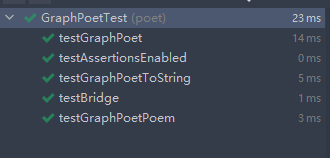 GraphPoetTest (poet) 23 ms
testGraphPoet 14 ms
testAssertionsEnabled 0 ms
testGraphPoetToString 5 ms
testBridge 1 ms
testGraphPoetPoem 3 ms